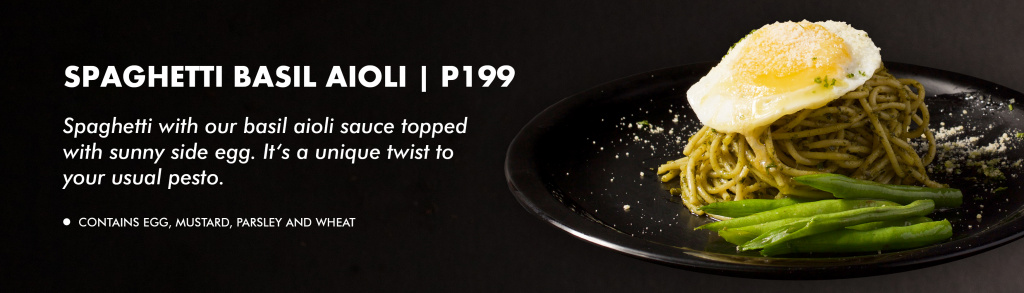 SPAGHETTI BASIL AIOLI | P199
Spaghetti with our basil aioli sauce topped
with sunny side egg. It's a unique twist to
your usual pesto.
• CONTAINS EGG, MUSTARD, PARSLEY AND WHEAT